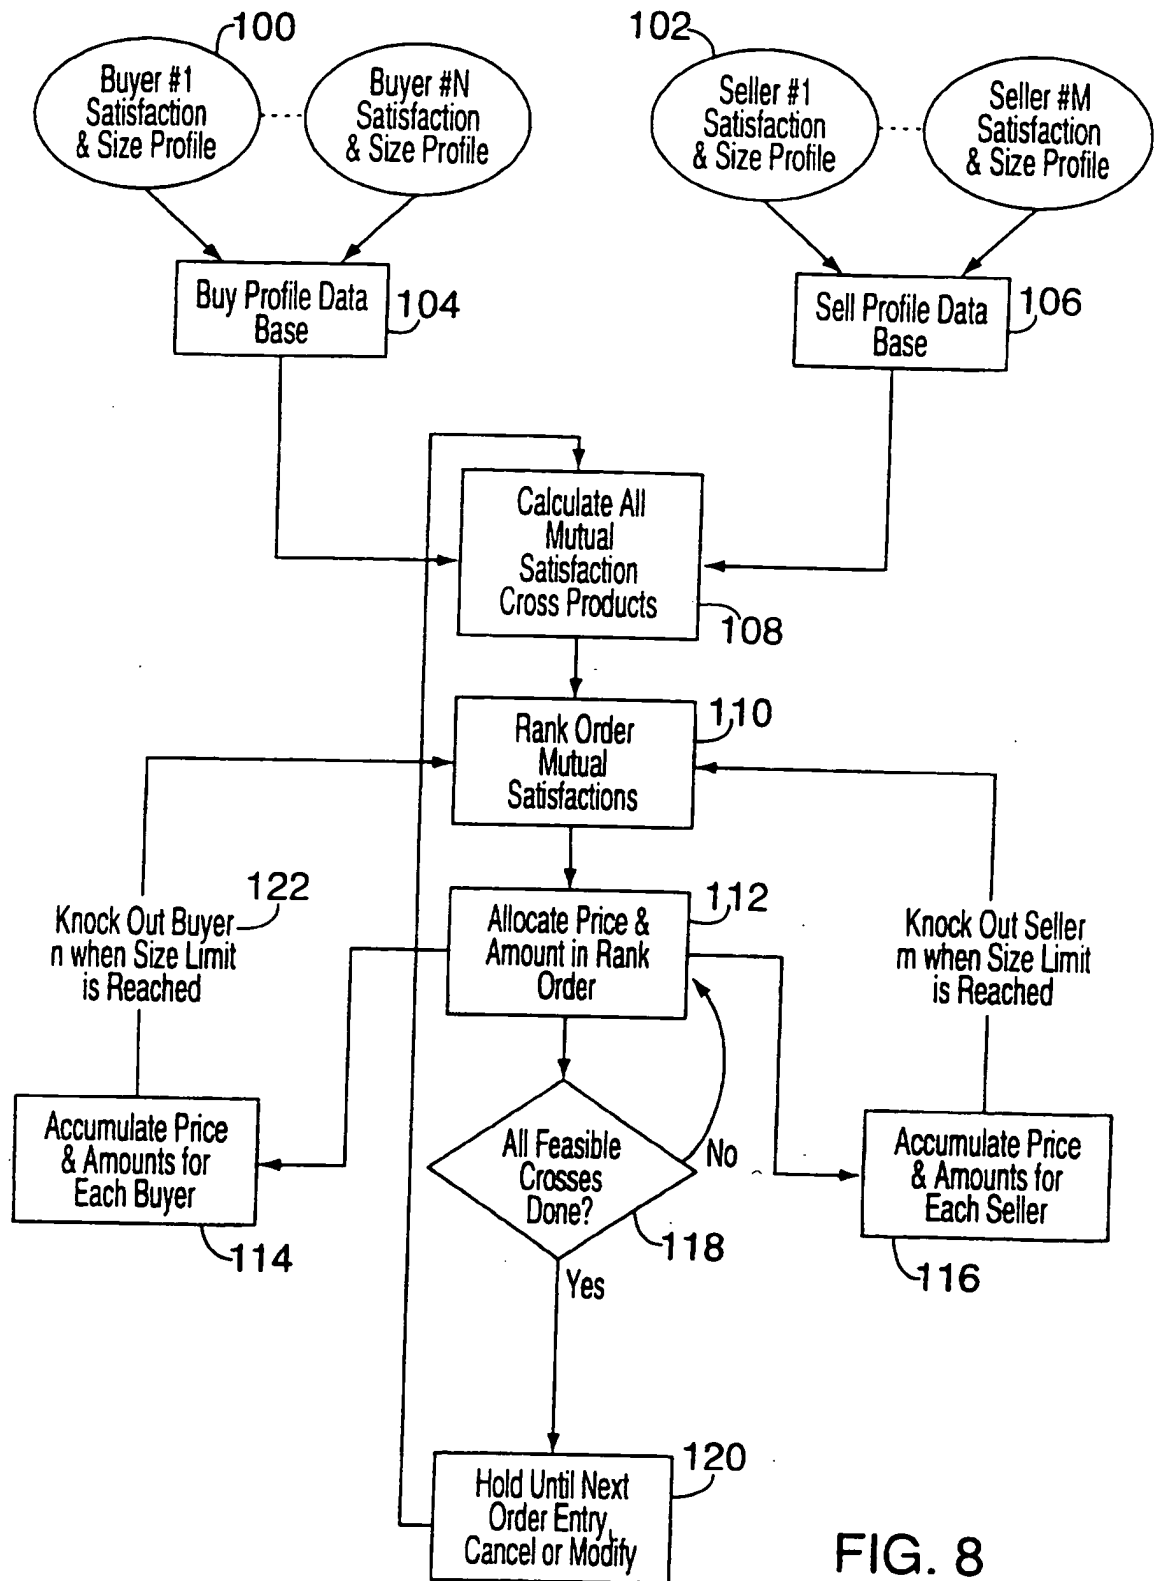 100
102
Buyer #1
Satisfaction
& Size Profile
Buyer #N
Satisfaction
& Size Profile
Seller #1
Satisfaction
& Size Profile
Seller #M
Satisfaction
& Size Profile
Buy Profile Data
Base
104
Sell Profile Data
Base
106
Calculate All
Mutual
Satisfaction
Cross Products
108
110
Rank Order
Mutual
Satisfactions
112
Allocate Price &
Amount in Rank
Order
122
Knock Out Buyer
n when Size Limit
is Reached
Knock Out Seller
m when Size Limit
is Reached
Accumulate Price
& Amounts for
Each Buyer
114
All Feasible
Crosses
Done?
No
118
Yes
Accumulate Price
& Amounts for
Each Seller
116
120
Hold Until Next
Order Entry,
Cancel or Modify
FIG. 8